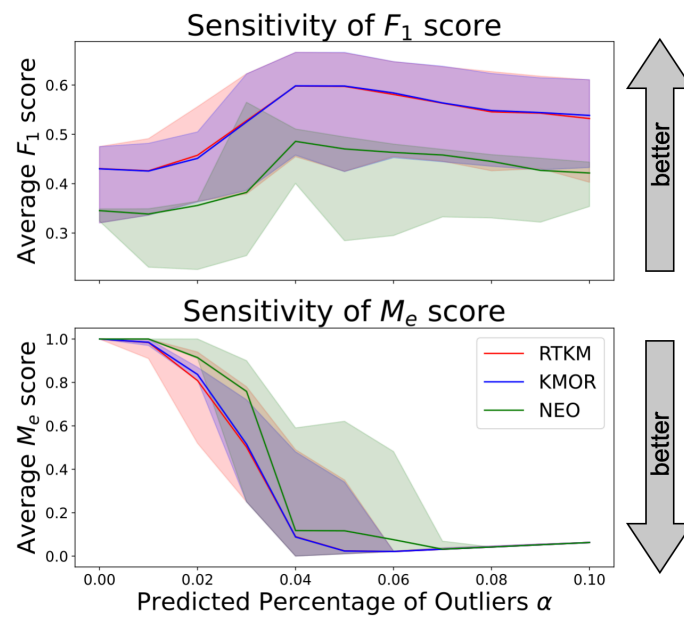 Sensitivity of F₁ score
Average F₁ score
0.6
0.5
0.4
0.3
better
Sensitivity of Mₑ score
Average Mₑ score
1.0
0.8
0.6
0.4
0.2
0.0
RTKM
KMOR
NEO
better
0.00 0.02 0.04 0.06 0.08 0.10
Predicted Percentage of Outliers α